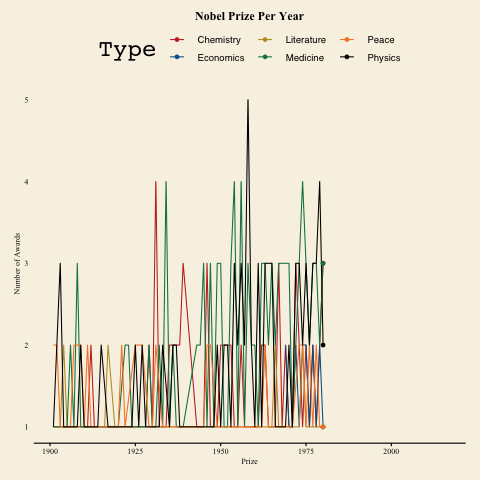 Nobel Prize Per Year
Type
Chemistry
Literature
Peace
Economics
Medicine
Physics
5
4
3
2
1
Number of Awards
1900
1925
1950
1975
2000
Prize